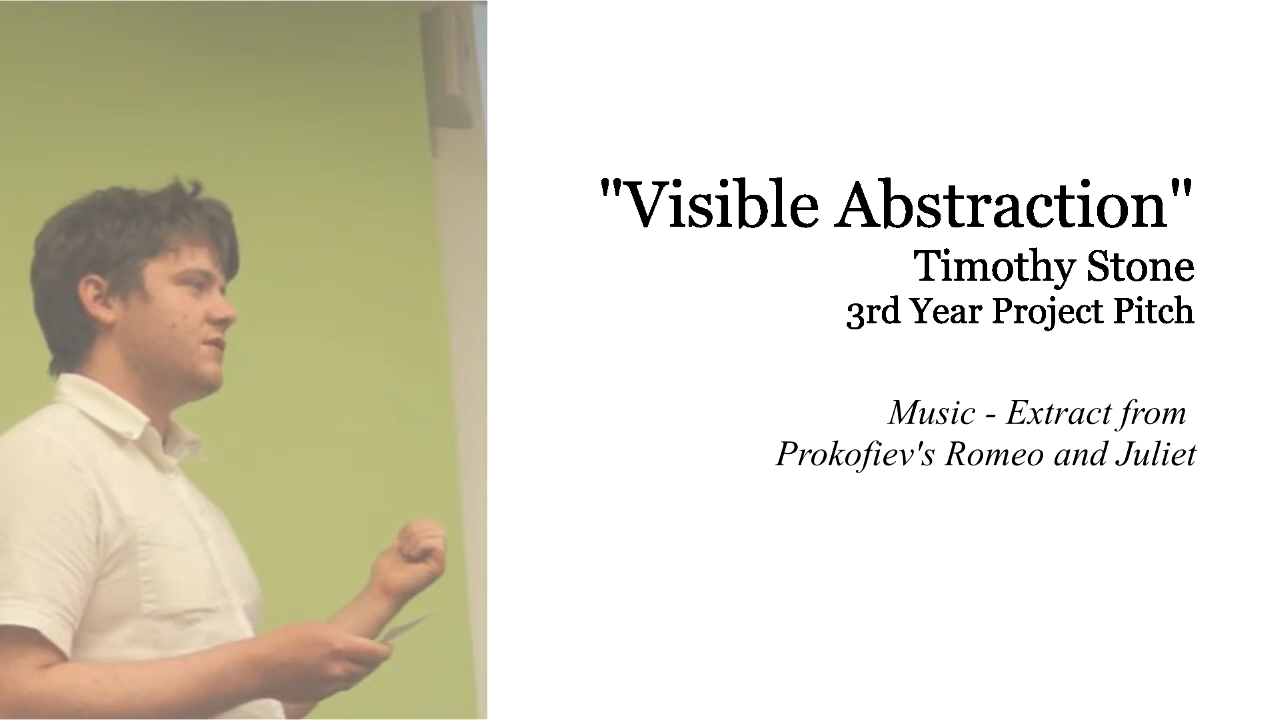 "Visible Abstraction"
Timothy Stone
3rd Year Project Pitch
Music - Extract from
Prokofiev's Romeo and Juliet